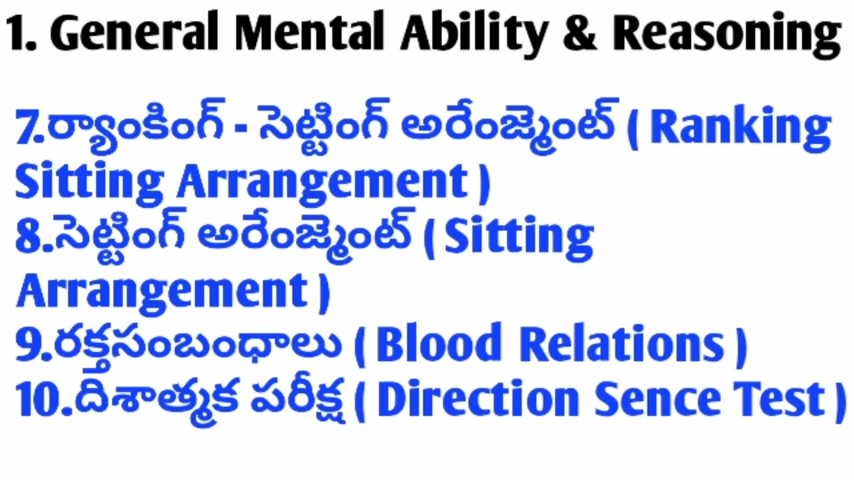 1. General Mental Ability & Reasoning
7.ర్యాంకింగ్ - సెట్టింగ్ అరేంజ్మెంట్ ( Ranking
Sitting Arrangement )
8.సెట్టింగ్ అరేంజ్మెంట్ ( Sitting
Arrangement )
9.రక్తసంబంధాలు ( Blood Relations )
10.దిశాత్మక పరీక్ష ( Direction Sence Test )